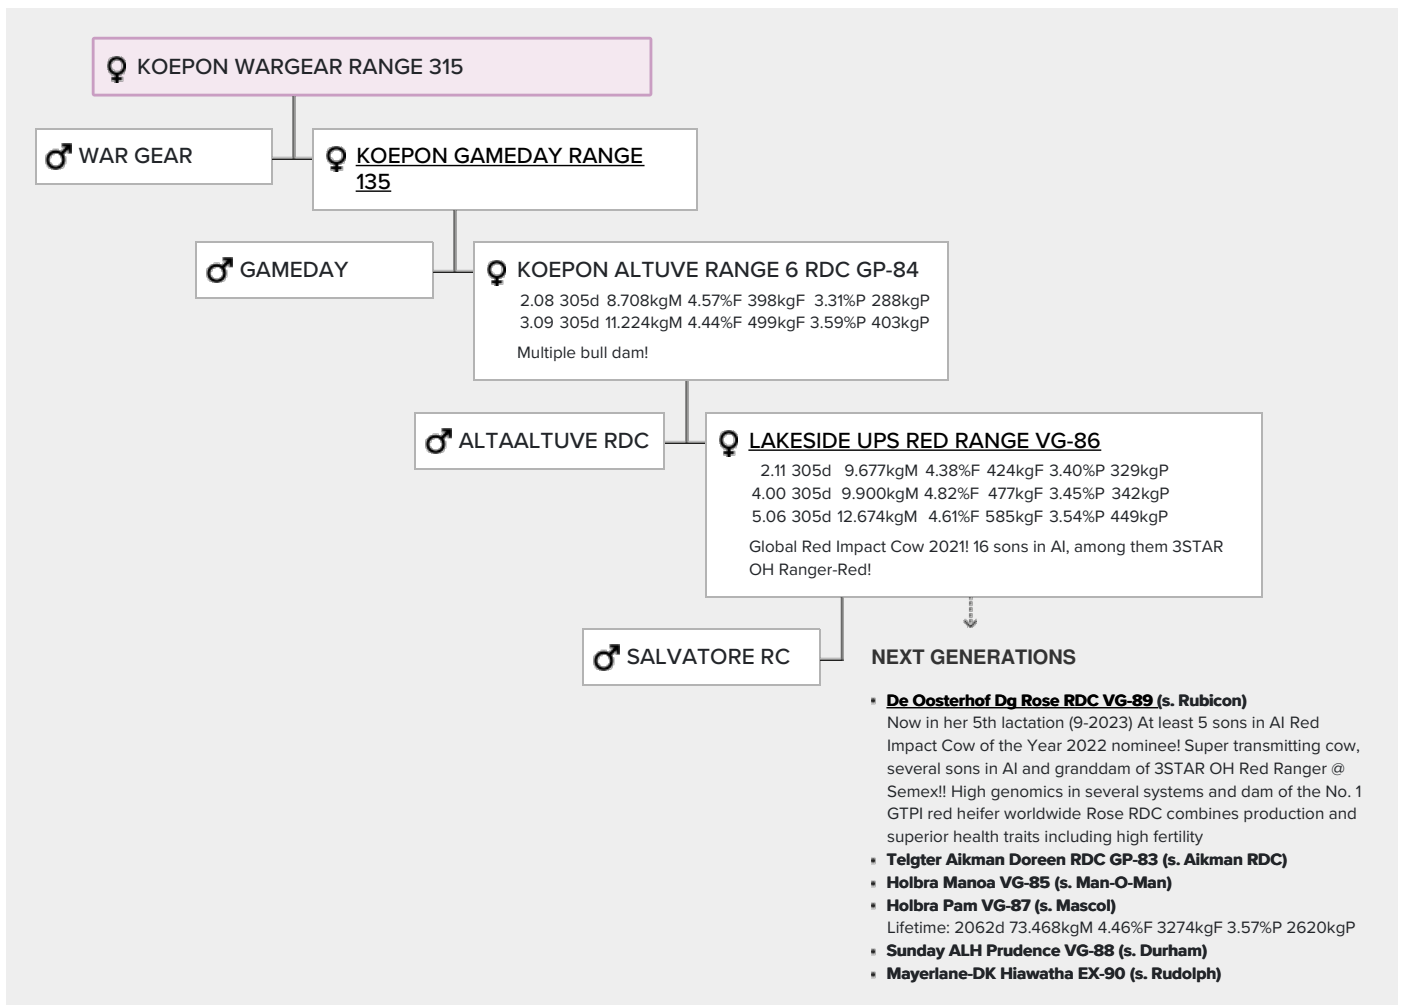 KOEPON WARGEAR RANGE 315
WAR GEAR
KOEPON GAMEDAY RANGE
135
GAMEDAY
KOEPON ALTUVE RANGE 6 RDC GP-84
2.08 305d 8.708kgM 4.57%F 398kgF 3.31%P 288kgP
3.09 305d 11.224kgM 4.44%F 499kgF 3.59%P 403kgP
Multiple bull dam!
ALTAALTUVE RDC
LAKESIDE UPS RED RANGE VG-86
2.11 305d 9.677kgM 4.38%F 424kgF 3.40%P 329kgP
4.00 305d 9.900kgM 4.82%F 477kgF 3.45%P 342kgP
5.06 305d 12.674kgM 4.61%F 585kgF 3.54%P 449kgP
Global Red Impact Cow 2021! 16 sons in AI, among them 3STAR
OH Ranger-Red!
SALVATORE RC
NEXT GENERATIONS
De Oosterhof Dg Rose RDC VG-89 (s. Rubicon)
Now in her 5th lactation (9-2023) At least 5 sons in AI Red
Impact Cow of the Year 2022 nominee! Super transmitting cow,
several sons in AI and granddam of 3STAR OH Red Ranger @
Semex!! High genomics in several systems and dam of the No. 1
GTPI red heifer worldwide Rose RDC combines production and
superior health traits including high fertility
Telgter Aikman Doreen RDC GP-83 (s. Aikman RDC)
Holbra Manoa VG-85 (s. Man-O-Man)
Holbra Pam VG-87 (s. Mascol)
Lifetime: 2062d 73.468kgM 4.46%F 3274kgF 3.57%P 2620kgP
Sunday ALH Prudence VG-88 (s. Durham)
Mayerlane-DK Hiawatha EX-90 (s. Rudolph)